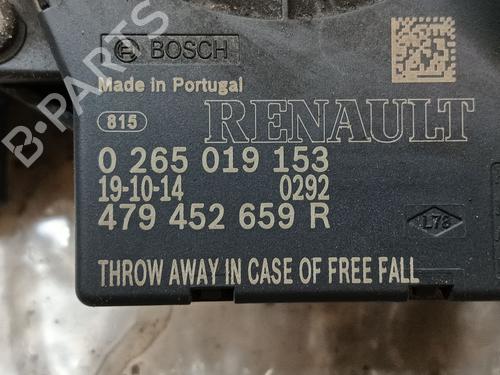 BOSCH
Made in Portugal
815
RENAULT
0 265 019 153
19-10-14 0292
479 452 659 R
L78
THROW AWAY IN CASE OF FREE FALL
B-PARTS